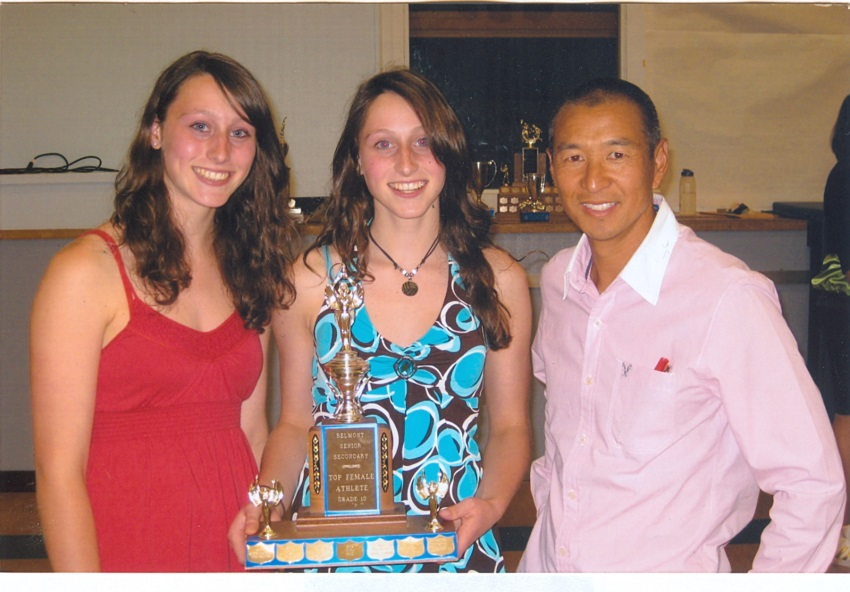 BELMONT
SENIOR
SECONDARY
TOP FEMALE
ATHLETE
GRADE 10